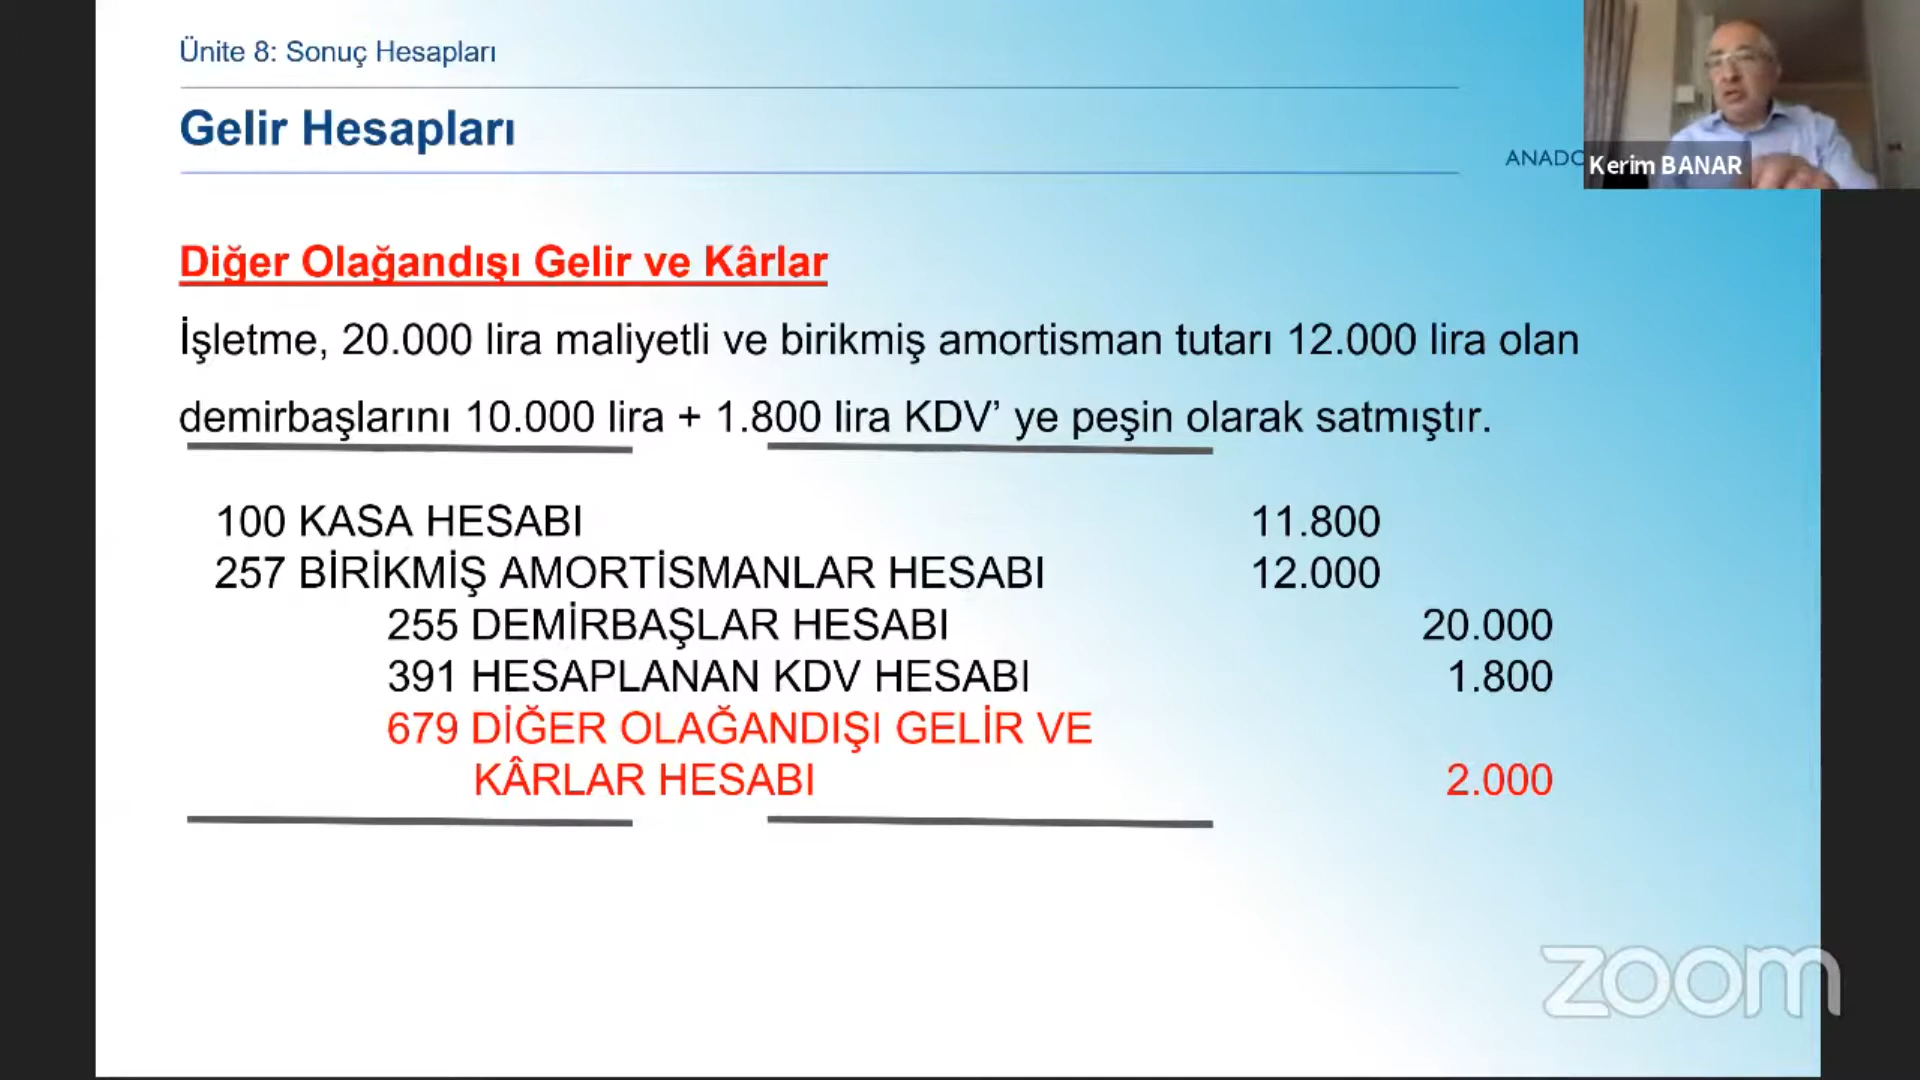 Ünite 8: Sonuç Hesapları
Gelir Hesapları
ANADO
Kerim BANAR
Diğer Olağandışı Gelir ve Kârlar
İşletme, 20.000 lira maliyetli ve birikmiş amortisman tutarı 12.000 lira olan
demirbaşlarını 10.000 lira + 1.800 lira KDV’ ye peşin olarak satmıştır.
100 KASA HESABI 11.800
257 BİRİKMİŞ AMORTİSMANLAR HESABI 12.000
255 DEMİRBAŞLAR HESABI 20.000
391 HESAPLANAN KDV HESABI 1.800
679 DİĞER OLAĞANDIŞI GELİR VE
KÂRLAR HESABI 2.000
zoom